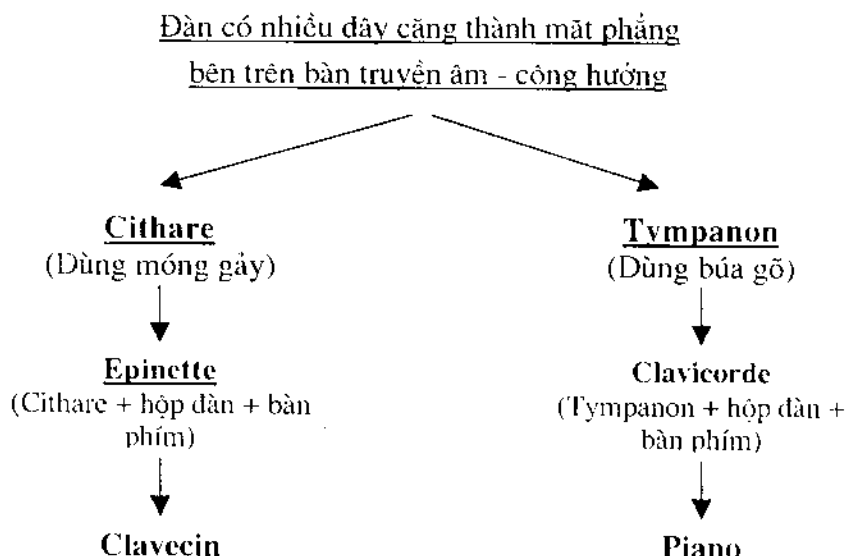 Đàn có nhiều dây căng thành mặt phẳng
bên trên bàn truyền âm - cộng hưởng
Cithare
(Dùng móng gảy)
Epinette
(Cithare + hộp đàn + bàn
phím)
Clavecin
Tympanon
(Dùng búa gõ)
Clavicorde
(Tympanon + hộp đàn +
bàn phím)
Piano